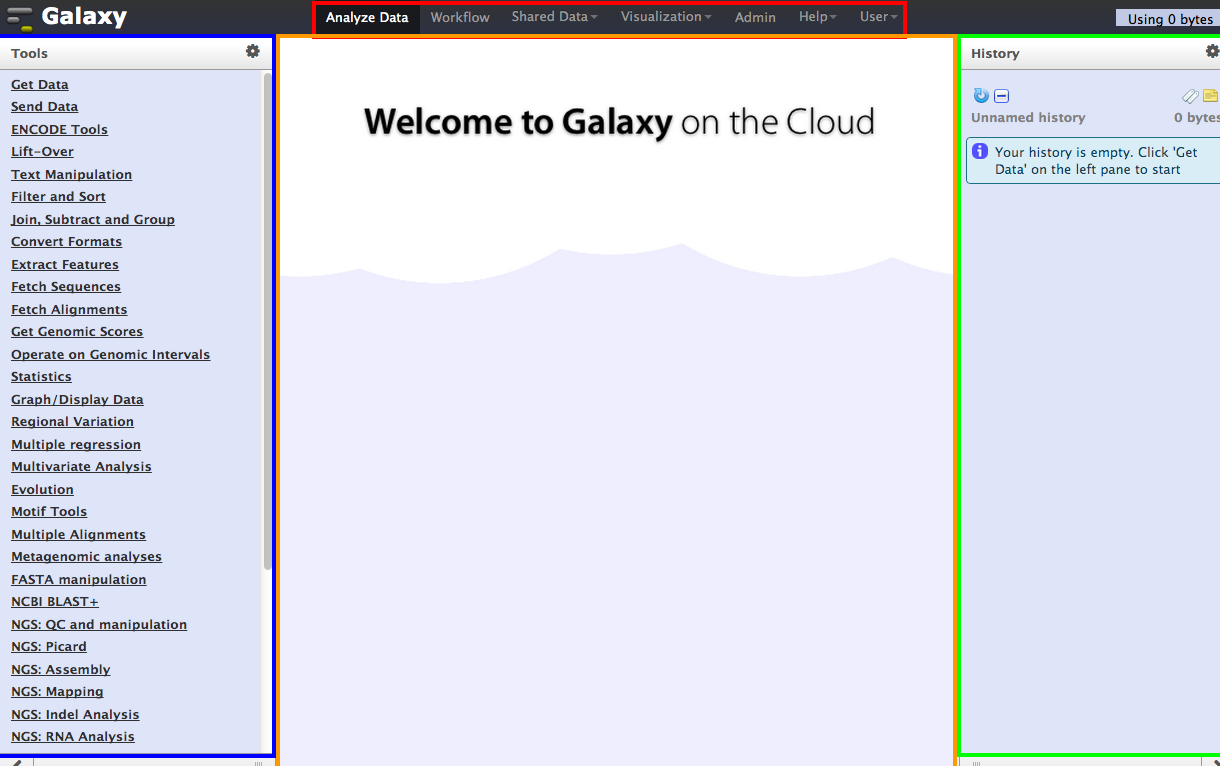 Galaxy
Analyze Data Workflow Shared Data Visualization Admin Help User
Using 0 bytes
Tools
Get Data
Send Data
ENCODE Tools
Lift-Over
Text Manipulation
Filter and Sort
Join, Subtract and Group
Convert Formats
Extract Features
Fetch Sequences
Fetch Alignments
Get Genomic Scores
Operate on Genomic Intervals
Statistics
Graph/Display Data
Regional Variation
Multiple regression
Multivariate Analysis
Evolution
Motif Tools
Multiple Alignments
Metagenomic analyses
FASTA manipulation
NCBI BLAST+
NGS: QC and manipulation
NGS: Picard
NGS: Assembly
NGS: Mapping
NGS: Indel Analysis
NGS: RNA Analysis
Welcome to Galaxy on the Cloud
History
Unnamed history 0 bytes
Your history is empty. Click 'Get
Data' on the left pane to start